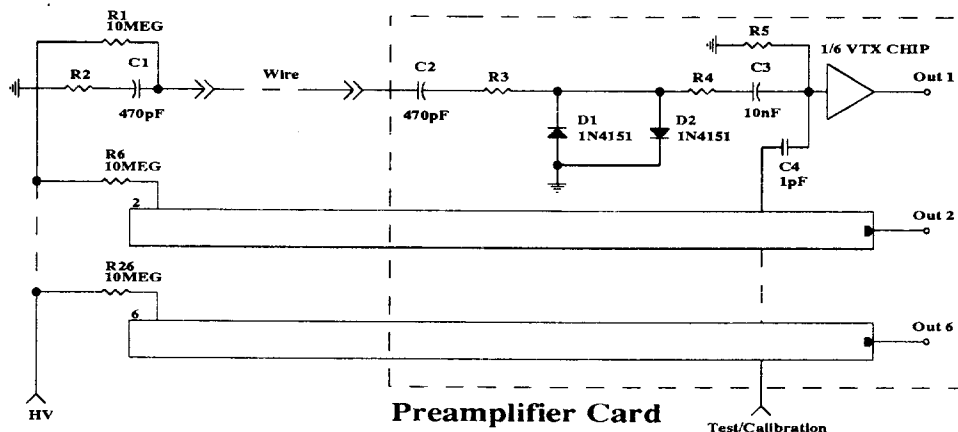 R1
10MEG
R2
C1
470pF
Wire
C2
470pF
R3
D1
1N4151
D2
1N4151
R4
C3
10nF
R5
1/6 VTX CHIP
Out 1
C4
1pF
R6
10MEG
2
Out 2
R26
10MEG
6
Out 6
HV
Preamplifier Card
Test/Calibration